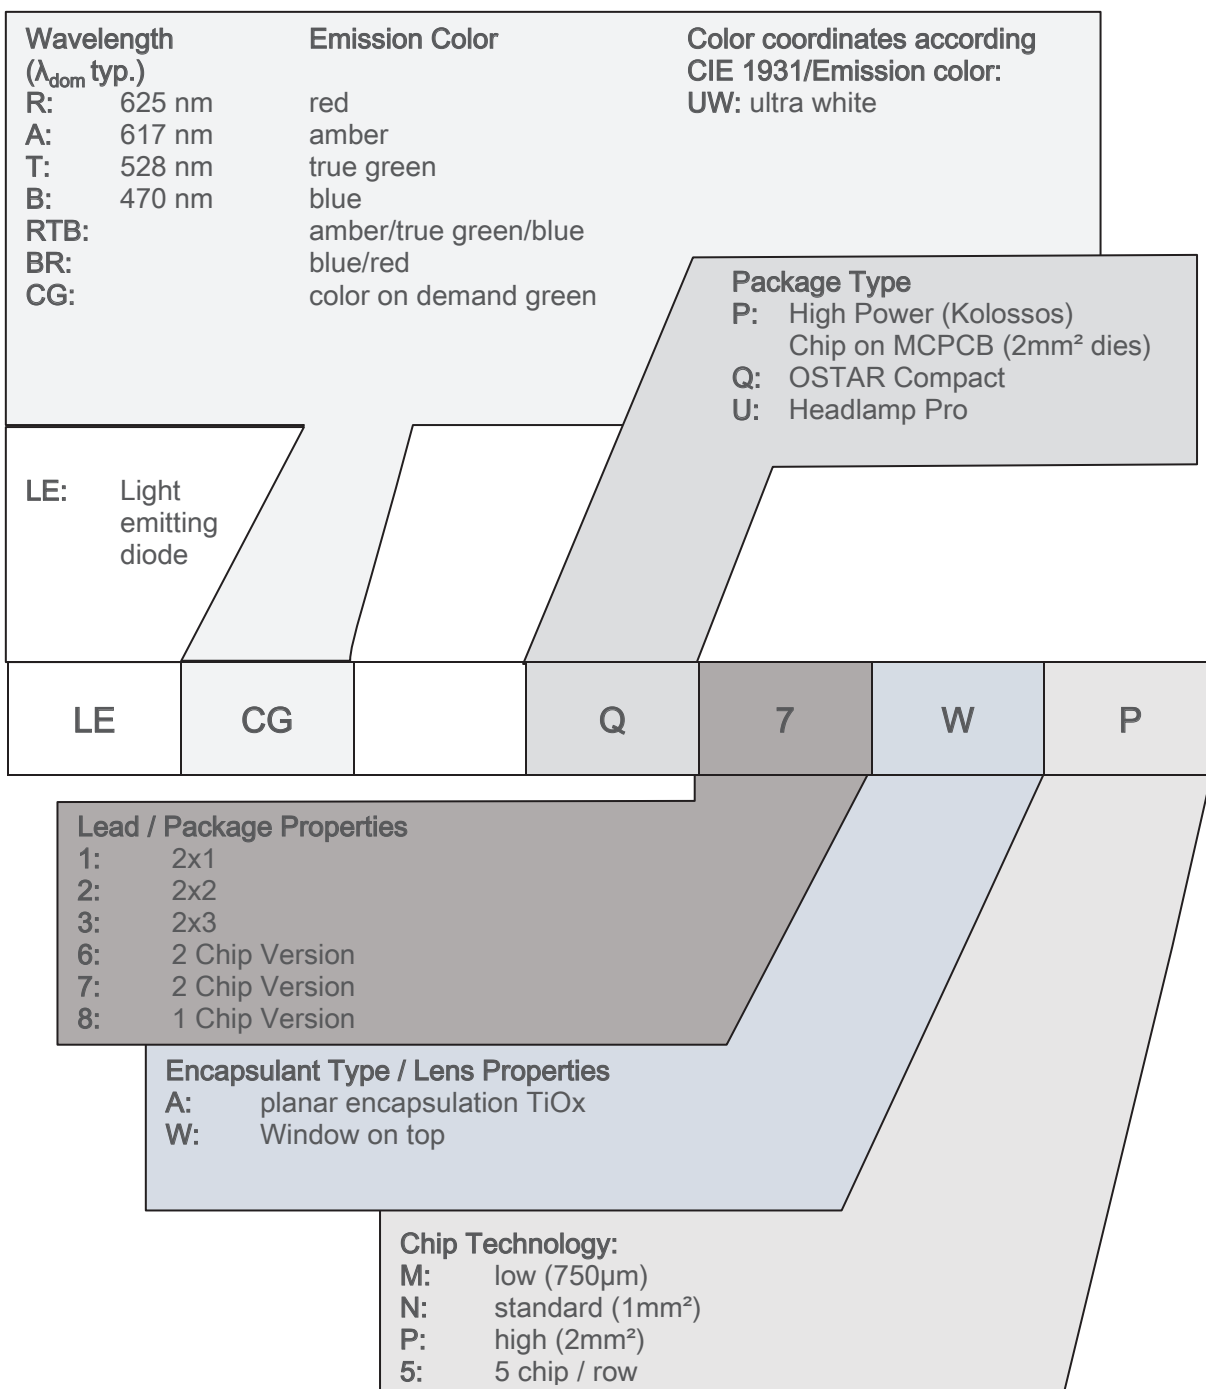 Wavelength Emission Color Color coordinates according
(λdom typ.) CIE 1931/Emission color:
R: 625 nm red UW: ultra white
A: 617 nm amber
T: 528 nm true green
B: 470 nm blue
RTB: amber/true green/blue
BR: blue/red
CG: color on demand green
Package Type
P: High Power (Kolossos)
Chip on MCPCB (2mm² dies)
Q: OSTAR Compact
U: Headlamp Pro
LE: Light
emitting
diode
LE CG Q 7 W P
Lead / Package Properties
1: 2x1
2: 2x2
3: 2x3
6: 2 Chip Version
7: 2 Chip Version
8: 1 Chip Version
Encapsulant Type / Lens Properties
A: planar encapsulation TiOx
W: Window on top
Chip Technology:
M: low (750µm)
N: standard (1mm²)
P: high (2mm²)
5: 5 chip / row